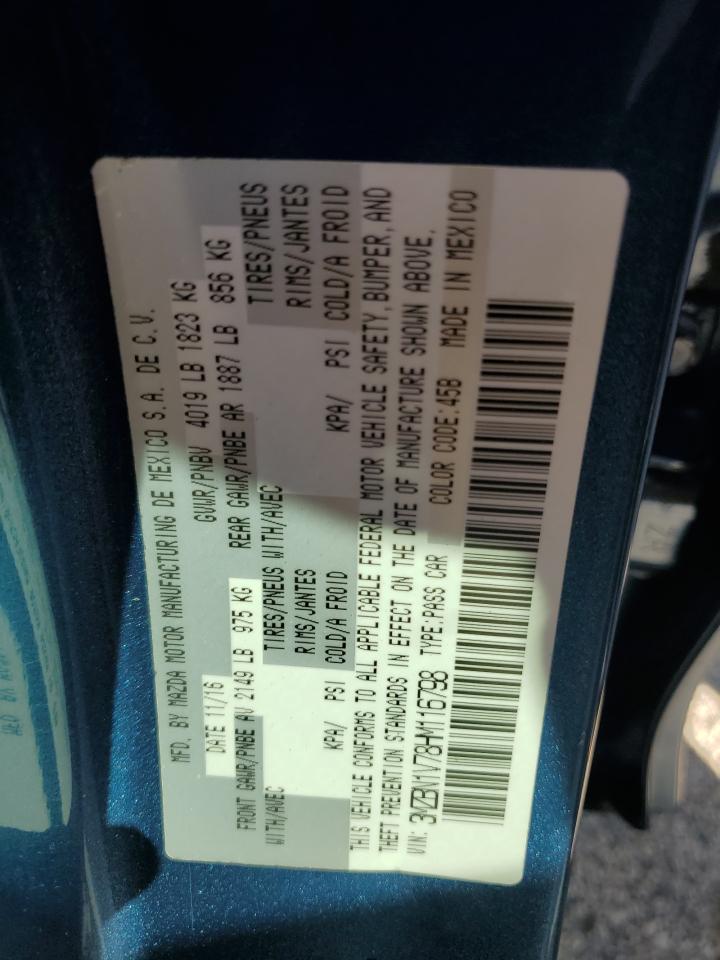 MFD. BY MAZDA MOTOR MANUFACTURING DE MEXICO S.A. DE C.V.
DATE 11/16 GVWR/PNBV 4019 LB 1823 KG
FRONT GAWR/PNBE AV 2149 LB 975 KG REAR GAWR/PNBE AR 1887 LB 856 KG
WITH/AVEC TIRES/PNEUS WITH/AVEC TIRES/PNEUS
RIMS/JANTES RIMS/JANTES
KPA/ PSI COLD/A FROID KPA/ PSI COLD/A FROID
THIS VEHICLE CONFORMS TO ALL APPLICABLE FEDERAL MOTOR VEHICLE SAFETY, BUMPER, AND
THEFT PREVENTION STANDARDS IN EFFECT ON THE DATE OF MANUFACTURE SHOWN ABOVE.
VIN: 3MZBN1V78HM116798 TYPE:PASS CAR COLOR CODE:45B MADE IN MEXICO